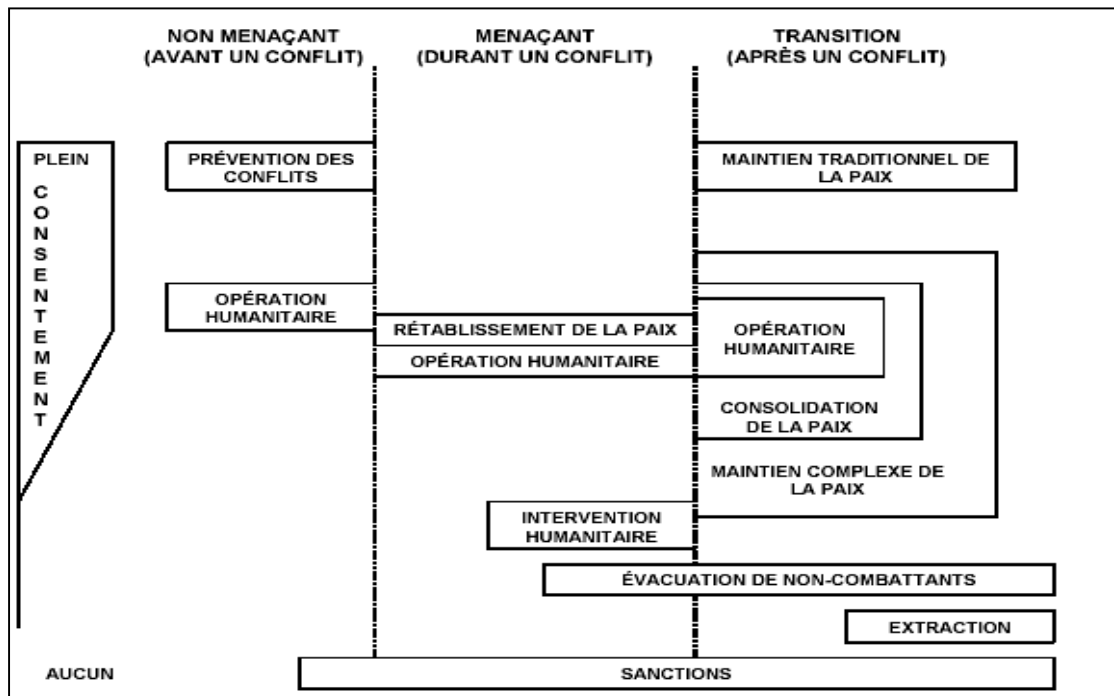 NON MENAÇANT
(AVANT UN CONFLIT)
MENAÇANT
(DURANT UN CONFLIT)
TRANSITION
(APRÈS UN CONFLIT)
PLEIN
CONSENTEMENT
PRÉVENTION DES
CONFLITS
MAINTIEN TRADITIONNEL DE
LA PAIX
OPÉRATION
HUMANITAIRE
RÉTABLISSEMENT DE LA PAIX
OPÉRATION HUMANITAIRE
OPÉRATION
HUMANITAIRE
CONSOLIDATION
DE LA PAIX
MAINTIEN COMPLEXE DE
LA PAIX
INTERVENTION
HUMANITAIRE
ÉVACUATION DE NON-COMBATTANTS
EXTRACTION
AUCUN
SANCTIONS